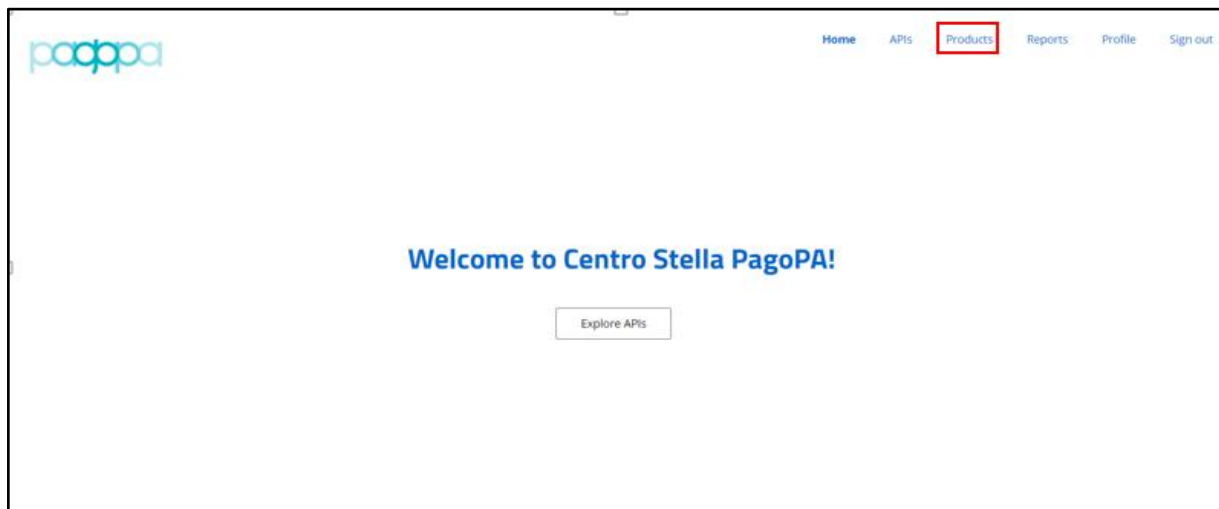 pagopa
Home APIs Products Reports Profile Sign out
Welcome to Centro Stella PagoPA!
Explore APIs